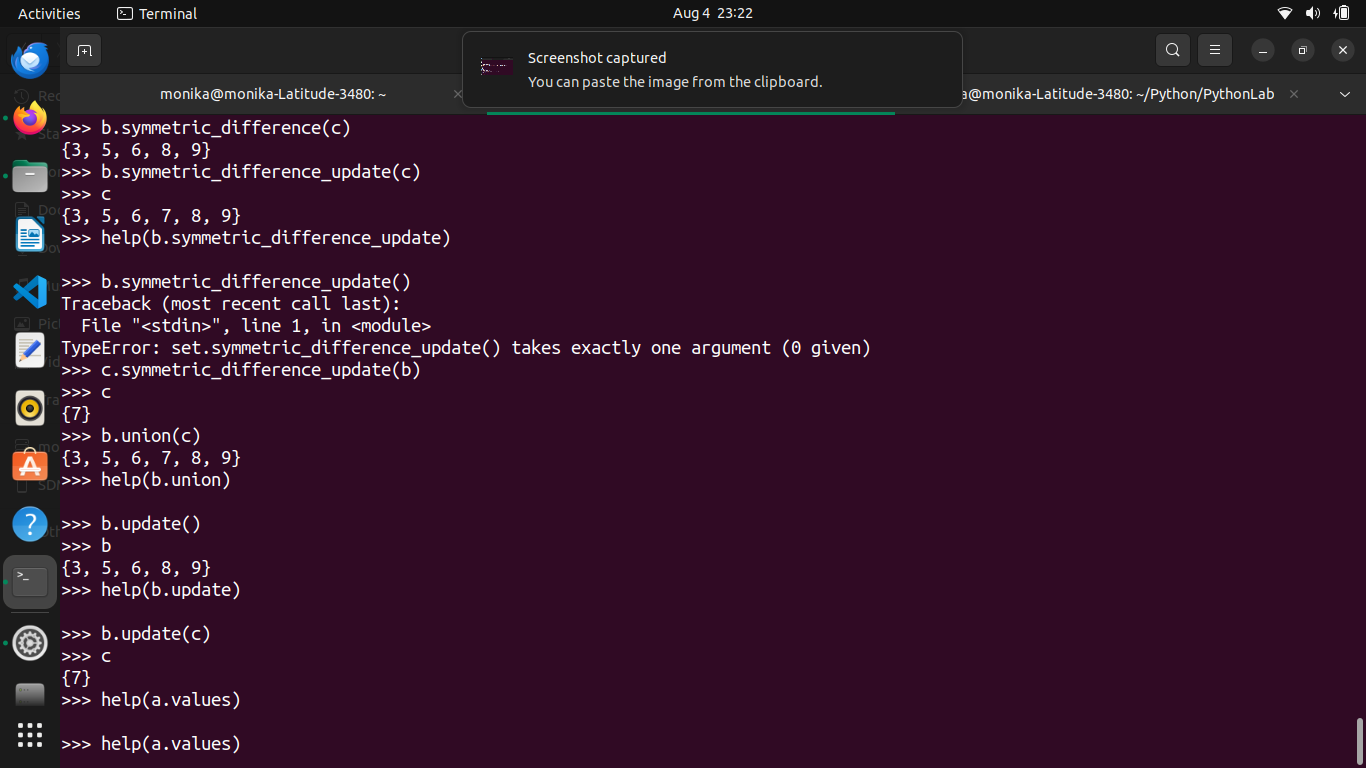 Activities
Terminal
Aug 4 23:22
Screenshot captured
You can paste the image from the clipboard.
monika@monika-Latitude-3480: ~
a@monika-Latitude-3480: ~/Python/PythonLab
>>> b.symmetric_difference(c)
{3, 5, 6, 8, 9}
>>> b.symmetric_difference_update(c)
>>> c
{3, 5, 6, 7, 8, 9}
>>> help(b.symmetric_difference_update)
>>> b.symmetric_difference_update()
Traceback (most recent call last):
  File "<stdin>", line 1, in <module>
TypeError: set.symmetric_difference_update() takes exactly one argument (0 given)
>>> c.symmetric_difference_update(b)
>>> c
{7}
>>> b.union(c)
{3, 5, 6, 7, 8, 9}
>>> help(b.union)
>>> b.update()
>>> b
{3, 5, 6, 8, 9}
>>> help(b.update)
>>> b.update(c)
>>> c
{7}
>>> help(a.values)
>>> help(a.values)